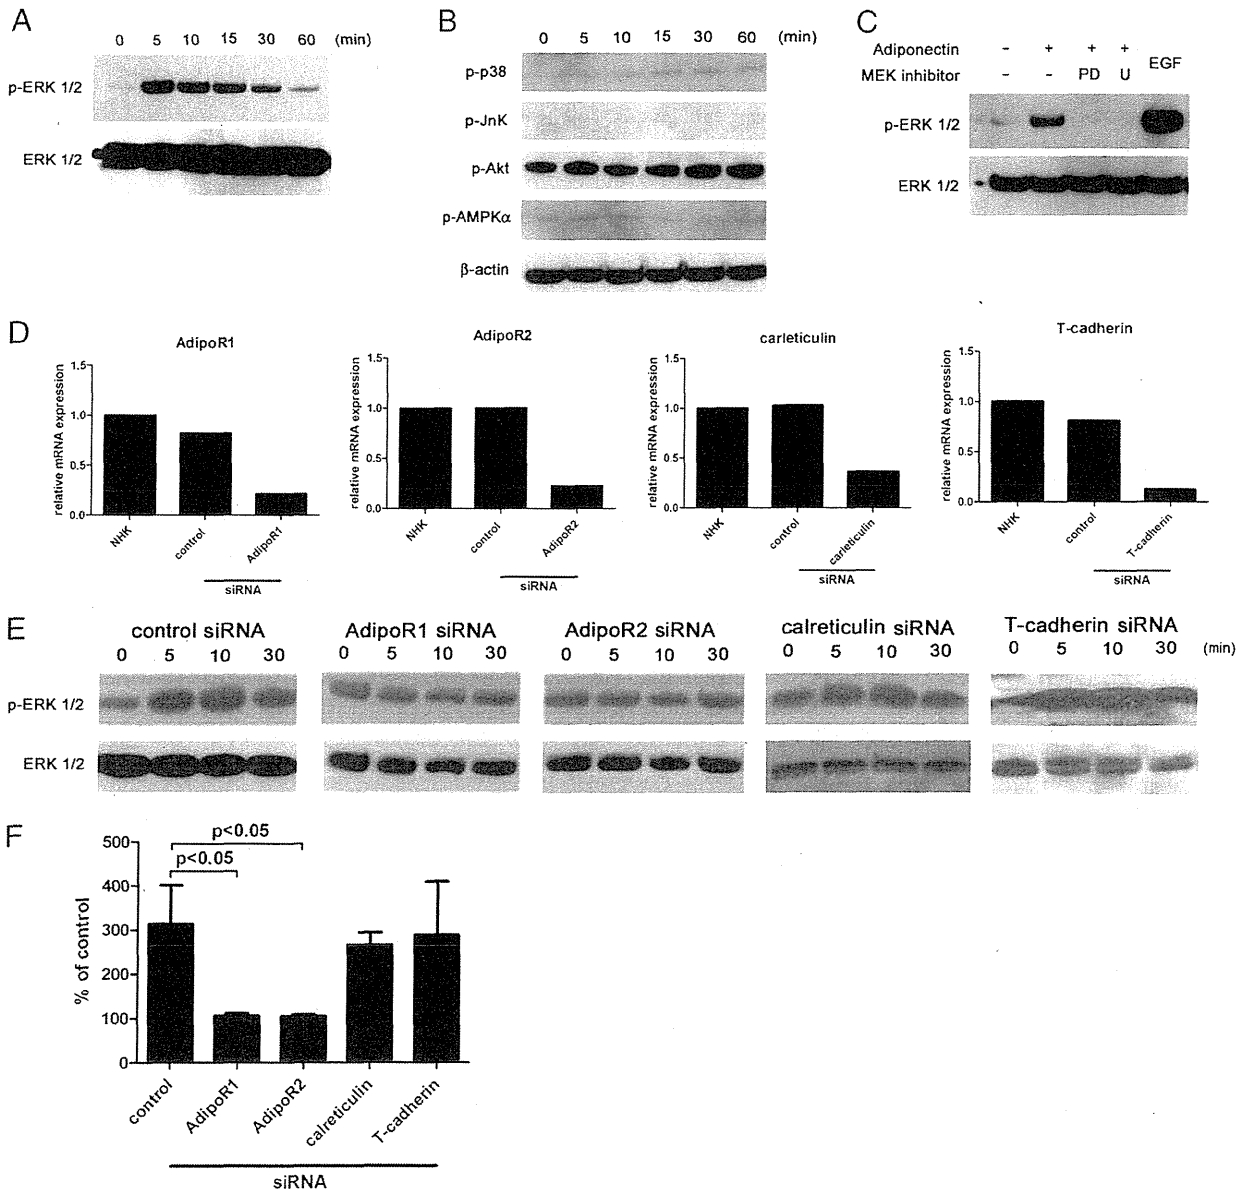 A
0 5 10 15 30 60 (min)
p-ERK 1/2
ERK 1/2
B
0 5 10 15 30 60 (min)
p-p38
p-JnK
p-Akt
p-AMPKα
β-actin
C
Adiponectin - + + +
MEK inhibitor - - PD U EGF
p-ERK 1/2
ERK 1/2
D
AdipoR1
relative mRNA expression
1.5
1.0
0.5
0.0
NHK control AdipoR1
siRNA
AdipoR2
relative mRNA expression
1.5
1.0
0.5
0.0
NHK control AdipoR2
siRNA
carleticulin
relative mRNA expression
1.5
1.0
0.5
0.0
NHK control carleticulin
siRNA
T-cadherin
relative mRNA expression
1.5
1.0
0.5
0.0
NHK control T-cadherin
siRNA
E
control siRNA AdipoR1 siRNA AdipoR2 siRNA calreticulin siRNA T-cadherin siRNA
0 5 10 30 0 5 10 30 0 5 10 30 0 5 10 30 0 5 10 30 (min)
p-ERK 1/2
ERK 1/2
F
% of control
500
400
300
200
100
0
p<0.05
p<0.05
control AdipoR1 AdipoR2 calreticulin T-cadherin
siRNA